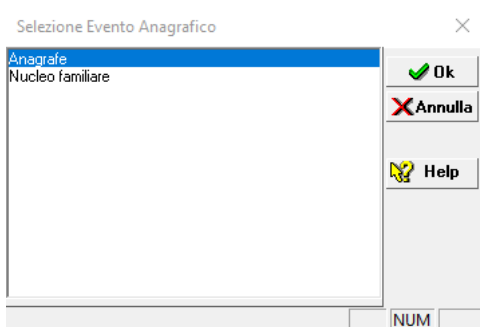 Selezione Evento Anagrafico
Anagrafe
Nucleo familiare
Ok
Annulla
Help
NUM